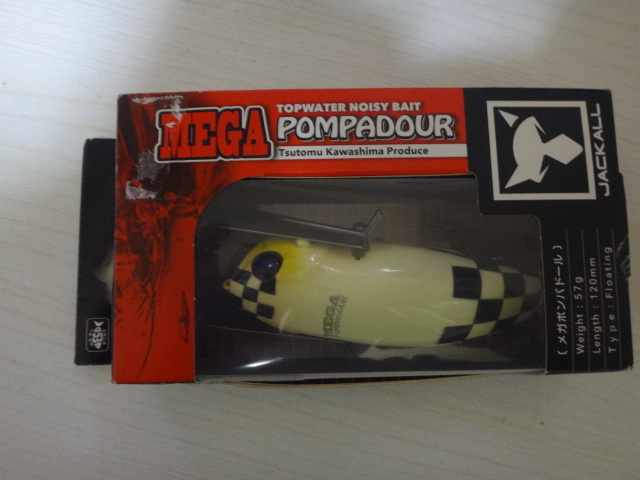 TOPWATER NOISY BAIT
MEGA POMPADOUR
Tsutomu Kawashima Produce
JACKALL
MEGA
POMPADOUR
[メガポンパドール]
Weight : 57g
Length : 120mm
Type : Floating